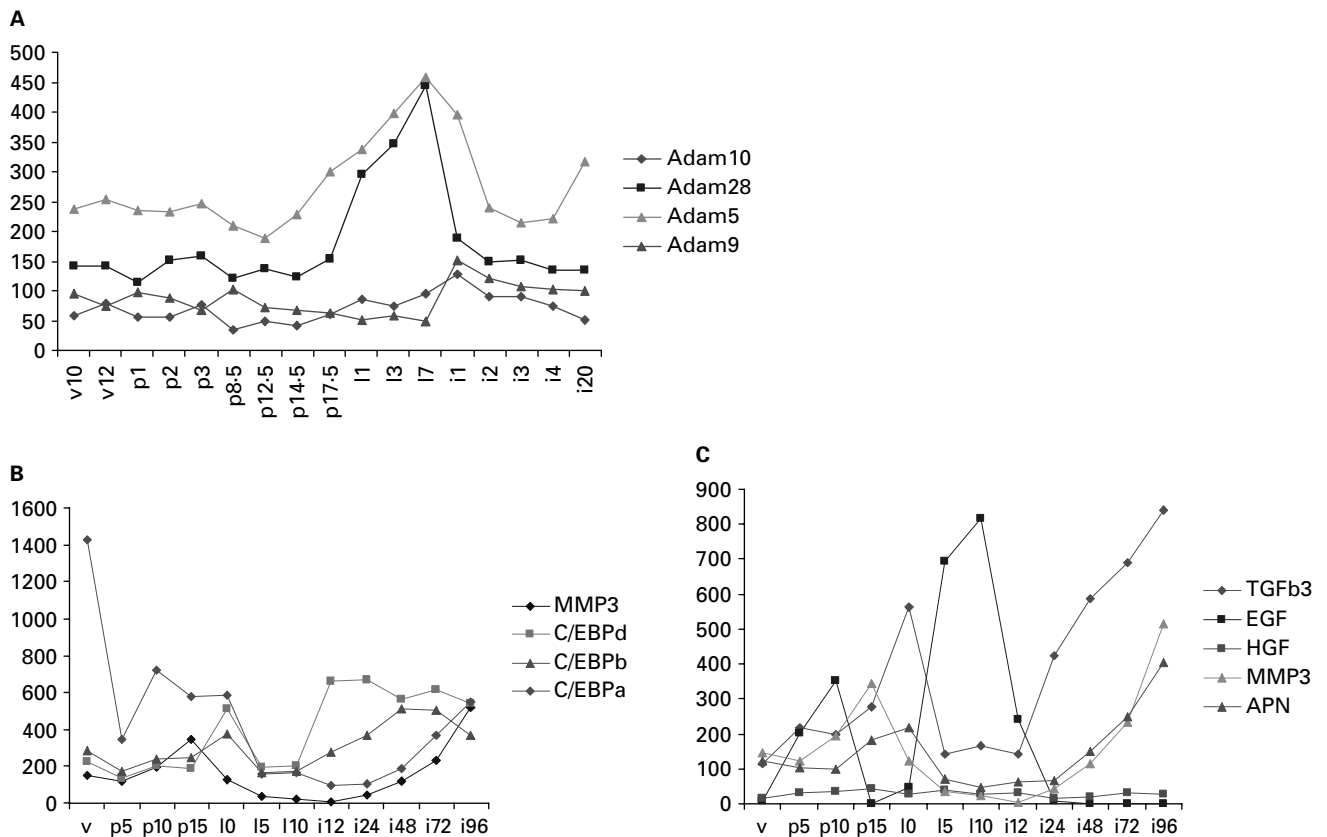 A
500
450
400
350
300
250
200
150
100
50
0
v10 v12 p1 p2 p3 p8·5 p12·5 p14·5 p17·5 l1 l3 l7 i1 i2 i3 i4 i20
Adam10
Adam28
Adam5
Adam9
B
1600
1400
1200
1000
800
600
400
200
0
v p5 p10 p15 l0 l5 l10 i12 i24 i48 i72 i96
MMP3
C/EBPd
C/EBPb
C/EBPa
C
900
800
700
600
500
400
300
200
100
0
v p5 p10 p15 l0 l5 l10 i12 i24 i48 i72 i96
TGFb3
EGF
HGF
MMP3
APN